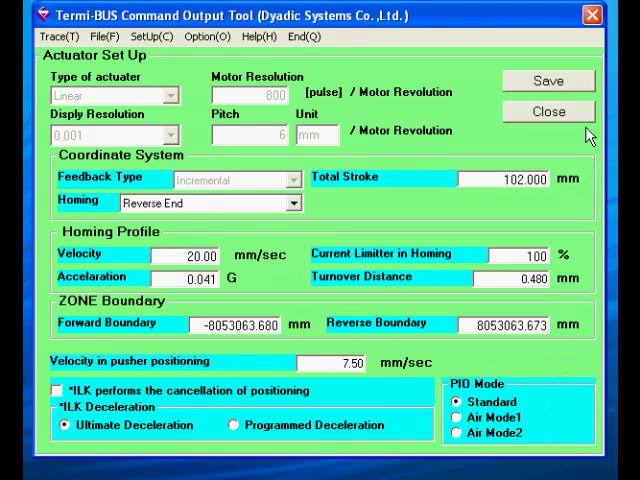 Termi-BUS Command Output Tool (Dyadic Systems Co.,Ltd.)
Trace(T) File(F) SetUp(C) Option(O) Help(H) End(Q)
Actuator Set Up
Type of actuater Motor Resolution
Linear 800 [pulse] / Motor Revolution Save
Disply Resolution Pitch Unit Close
0.001 6 mm / Motor Revolution
Coordinate System
Feedback Type Incremental Total Stroke 102.000 mm
Homing Reverse End
Homing Profile
Velocity 20.00 mm/sec Current Limitter in Homing 100 %
Accelaration 0.041 G Turnover Distance 0.480 mm
ZONE Boundary
Forward Boundary -8053063.680 mm Reverse Boundary 8053063.673 mm
Velocity in pusher positioning 7.50 mm/sec
*ILK performs the cancellation of positioning
*ILK Deceleration
Ultimate Deceleration Programmed Deceleration
PIO Mode
Standard
Air Mode1
Air Mode2